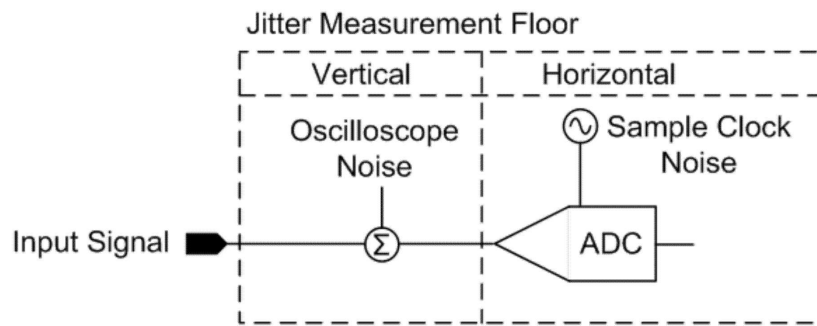 Jitter Measurement Floor
Vertical
Horizontal
Oscilloscope
Noise
Sample Clock
Noise
Input Signal
Σ
ADC